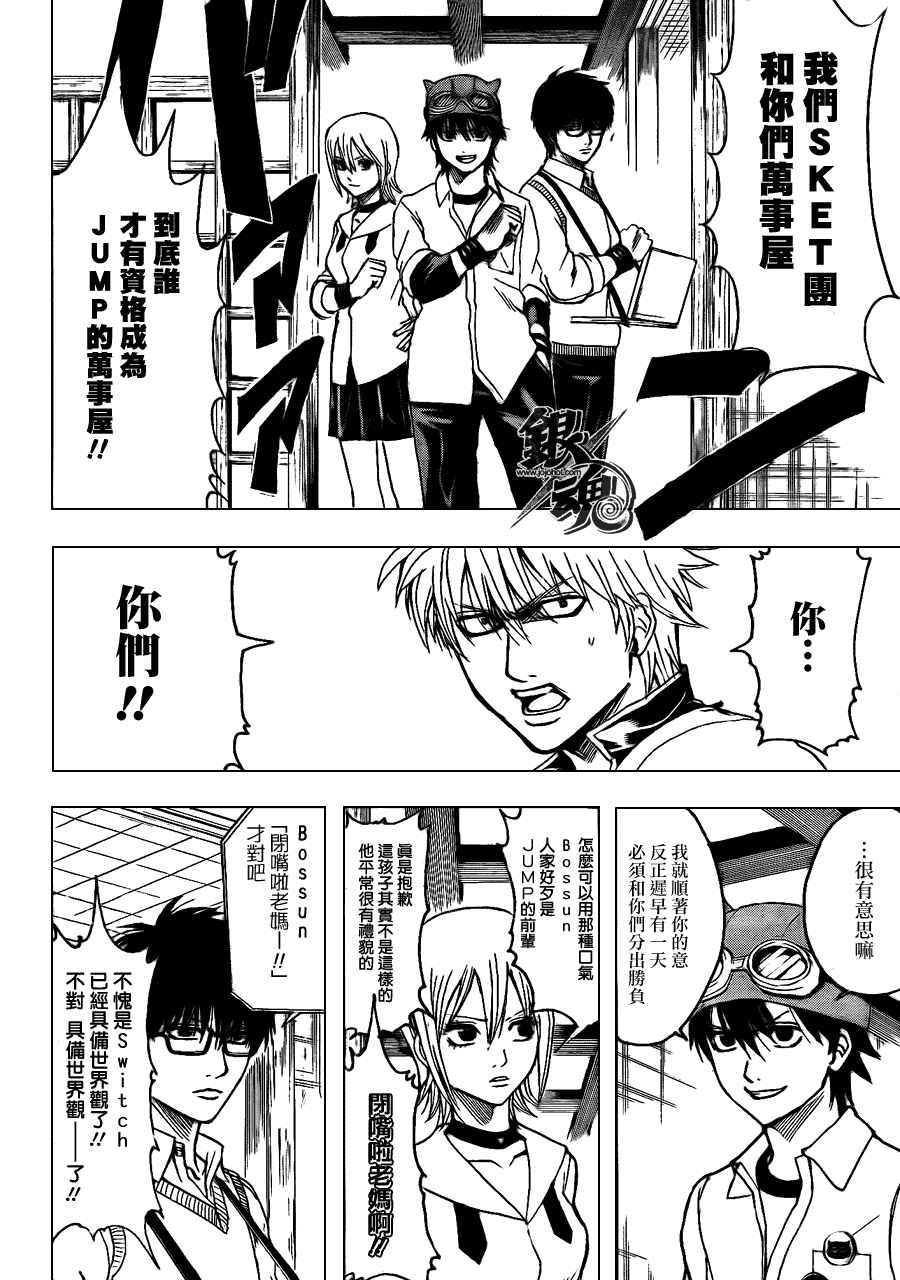 我們SKET團
和你們萬事屋
到底誰
才有資格成為
JUMP的萬事屋!!
銀魂
www.jojohot.com
你…
你們!!
…很有意思嘛
我就順著你的意
反正遲早有一天
必須和你們分出勝負
怎麼可以用那種口氣
Bossun
人家好歹是
JUMP的前輩
真是抱歉
這孩子其實不是這樣的
他平常很有禮貌的
閉嘴啦老媽啊!!
Bossun
「閉嘴啦老媽—!!」
才對吧
不愧是Switch
已經具備世界觀了!!
不對 具備世界觀——了!!